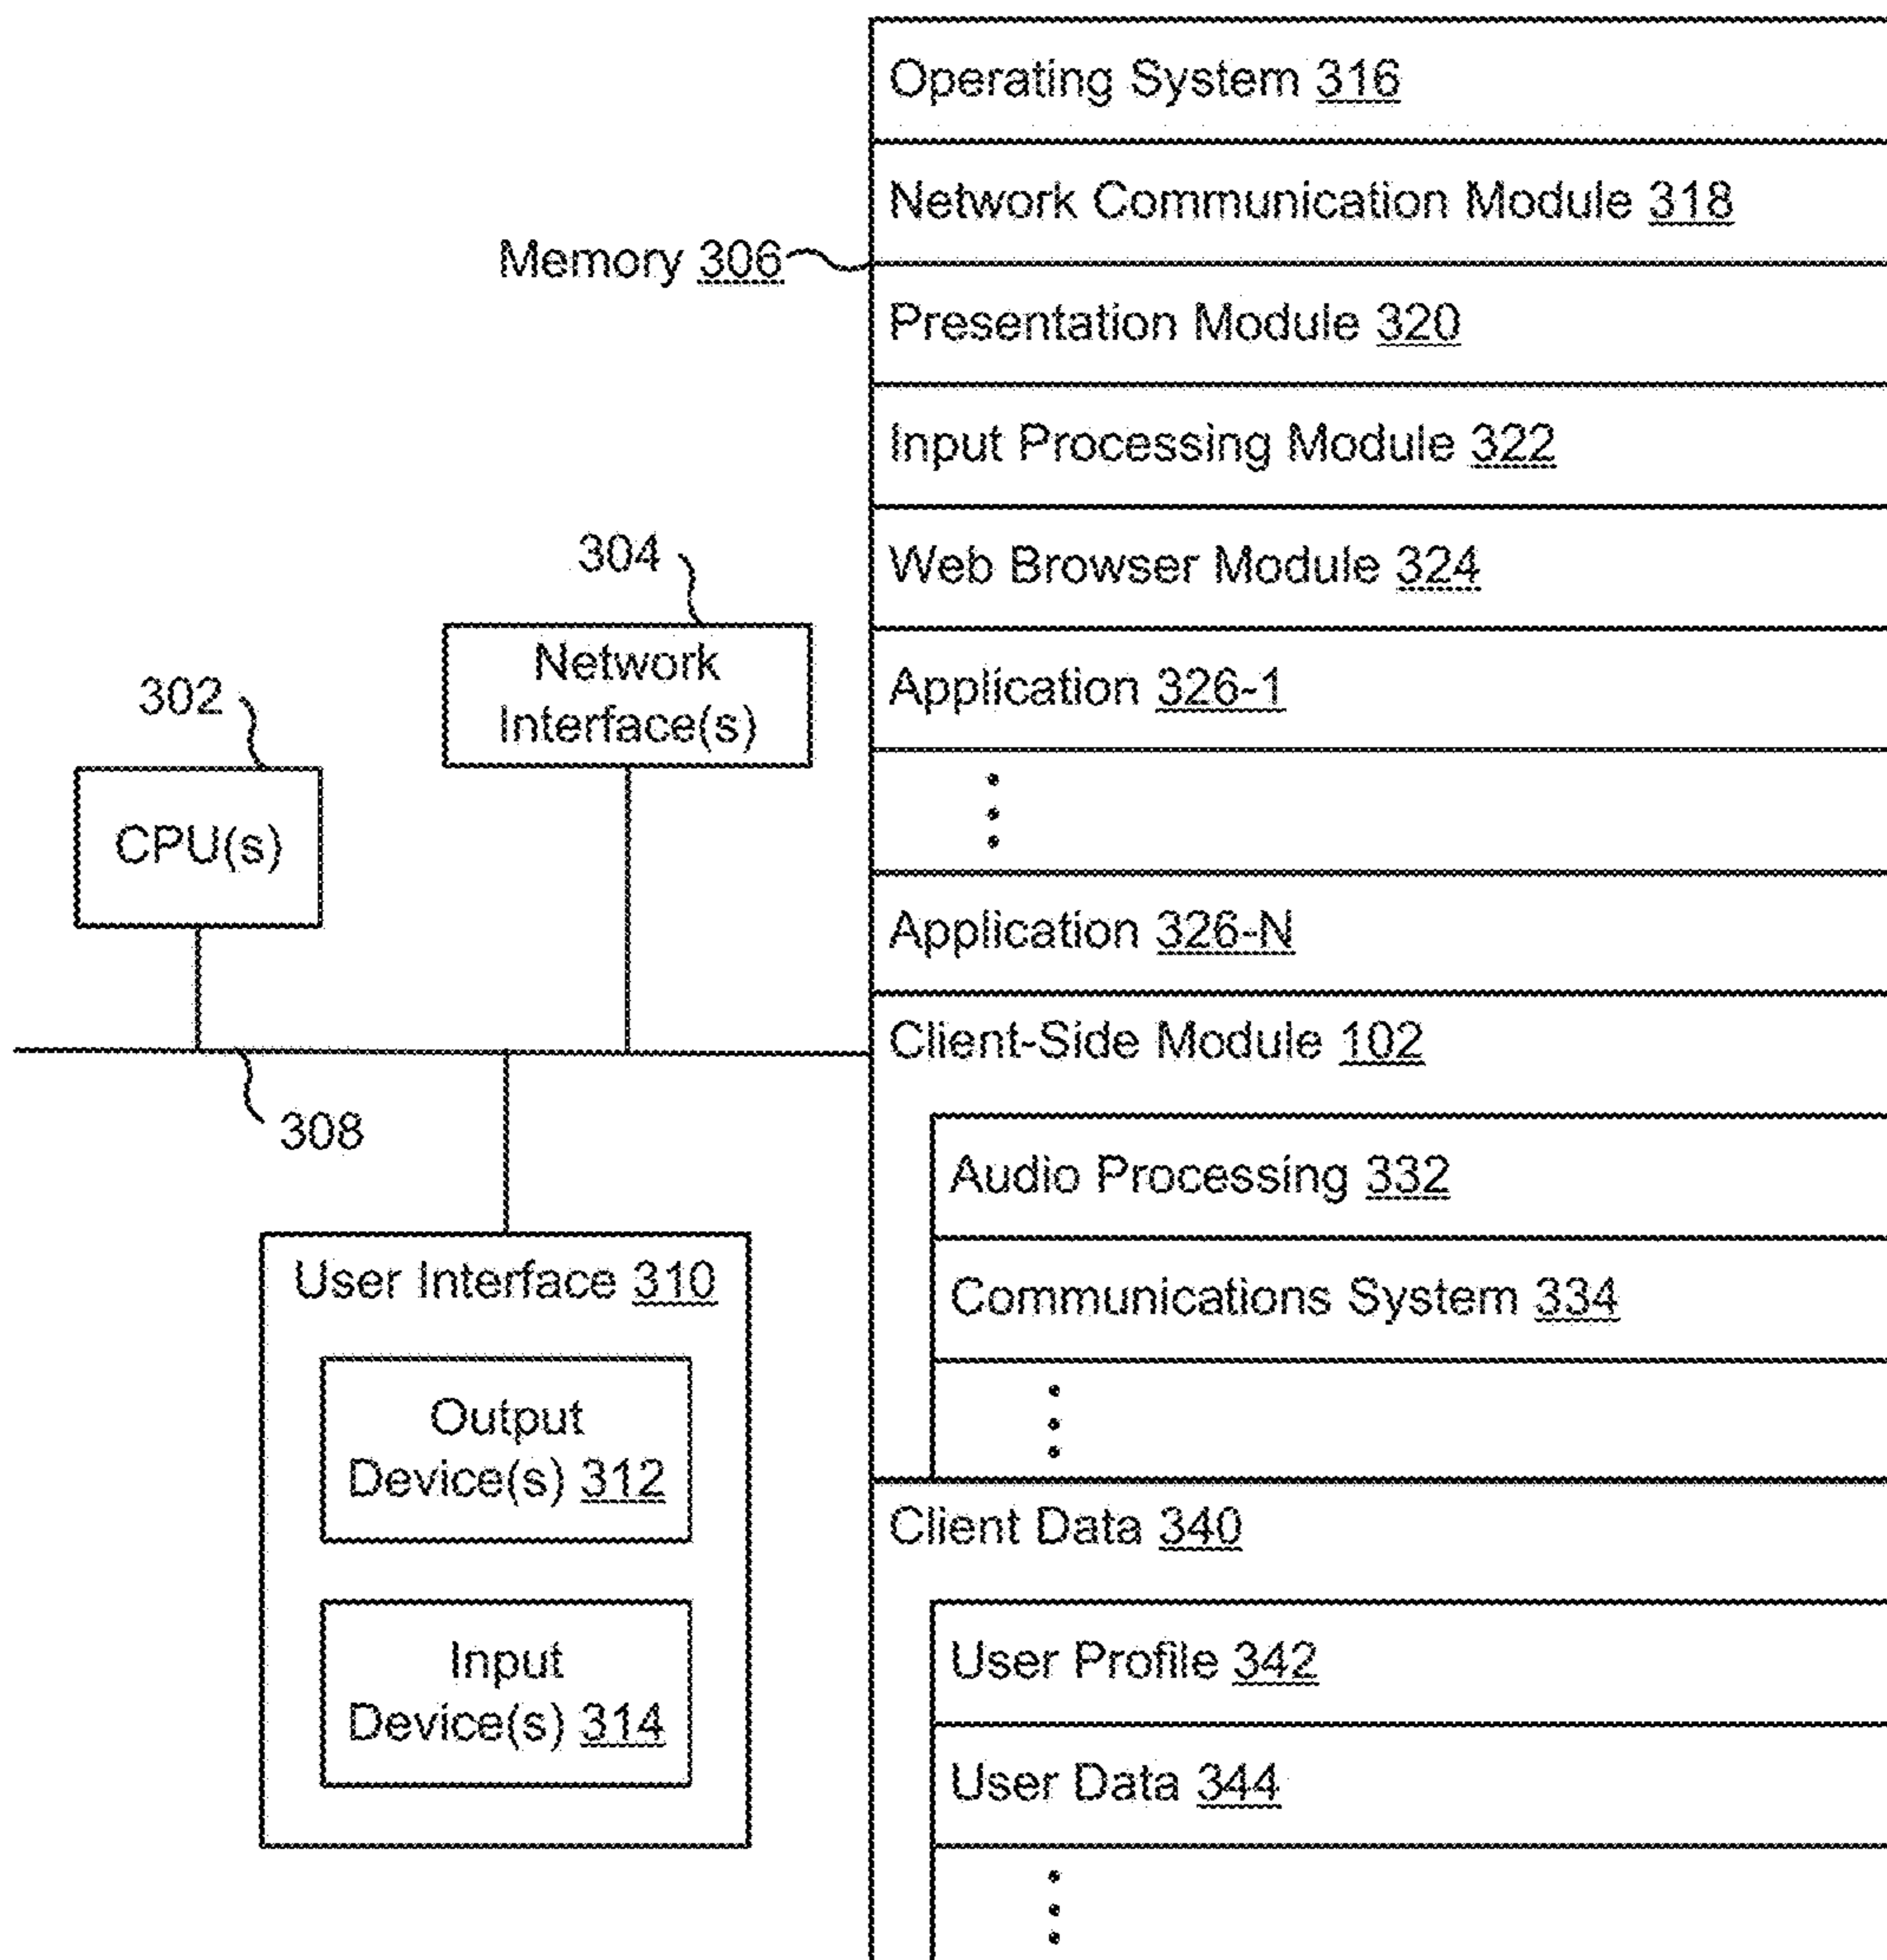 Operating System 316
Network Communication Module 318
Memory 306
Presentation Module 320
Input Processing Module 322
Web Browser Module 324
304
Network
Interface(s)
Application 326-1
302
CPU(s)
Application 326-N
Client-Side Module 102
308
Audio Processing 332
Communications System 334
User Interface 310
Output
Device(s) 312
Input
Device(s) 314
Client Data 340
User Profile 342
User Data 344